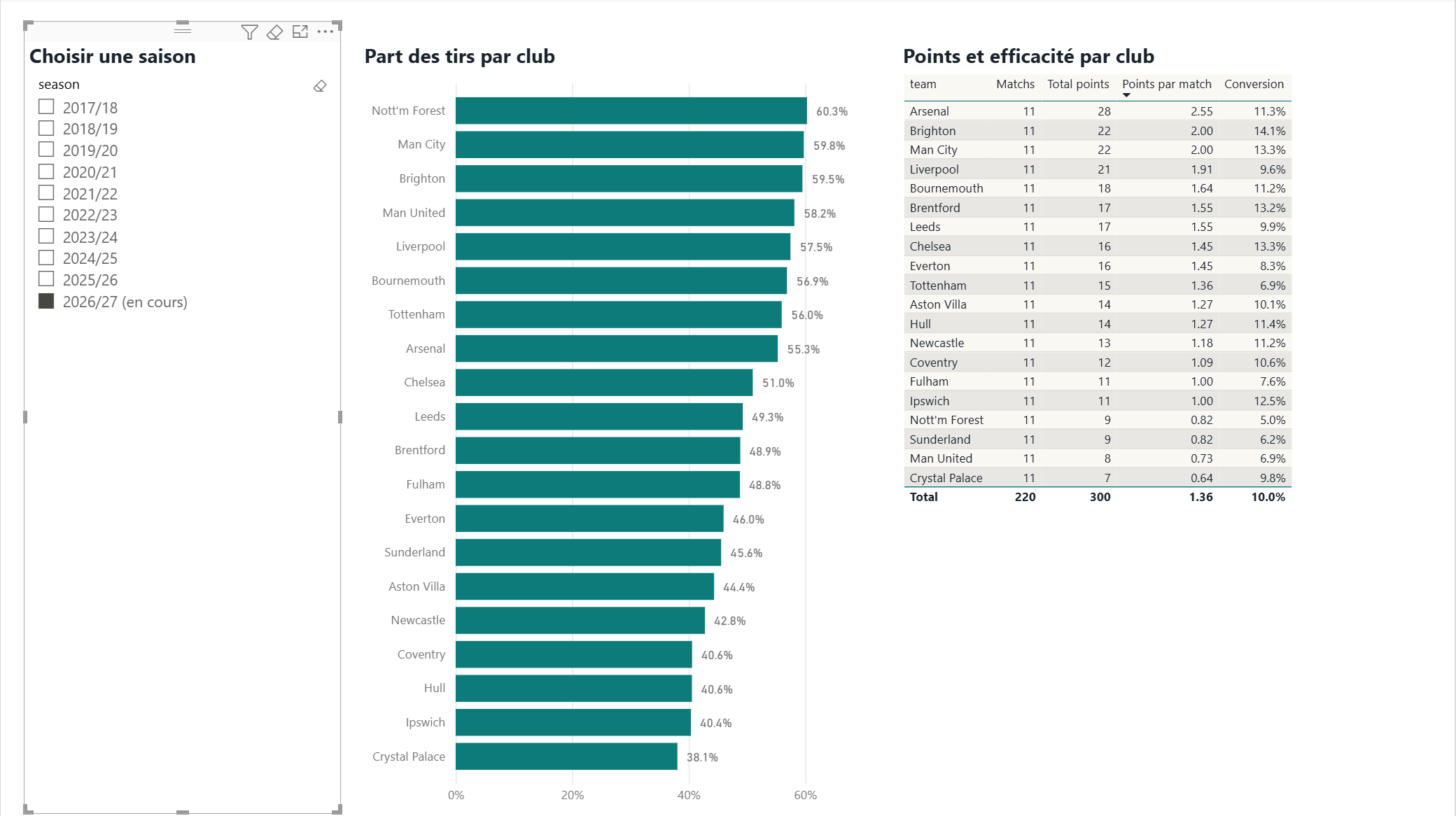 Choisir une saison
season
2017/18
2018/19
2019/20
2020/21
2021/22
2022/23
2023/24
2024/25
2025/26
2026/27 (en cours)
Part des tirs par club
Nott'm Forest 60.3%
Man City 59.8%
Brighton 59.5%
Man United 58.2%
Liverpool 57.5%
Bournemouth 56.9%
Tottenham 56.0%
Arsenal 55.3%
Chelsea 51.0%
Leeds 49.3%
Brentford 48.9%
Fulham 48.8%
Everton 46.0%
Sunderland 45.6%
Aston Villa 44.4%
Newcastle 42.8%
Coventry 40.6%
Hull 40.6%
Ipswich 40.4%
Crystal Palace 38.1%
0% 20% 40% 60%
Points et efficacité par club
team Matchs Total points Points par match Conversion
Arsenal 11 28 2.55 11.3%
Brighton 11 22 2.00 14.1%
Man City 11 22 2.00 13.3%
Liverpool 11 21 1.91 9.6%
Bournemouth 11 18 1.64 11.2%
Brentford 11 17 1.55 13.2%
Leeds 11 17 1.55 9.9%
Chelsea 11 16 1.45 13.3%
Everton 11 16 1.45 8.3%
Tottenham 11 15 1.36 6.9%
Aston Villa 11 14 1.27 10.1%
Hull 11 14 1.27 11.4%
Newcastle 11 13 1.18 11.2%
Coventry 11 12 1.09 10.6%
Fulham 11 11 1.00 7.6%
Ipswich 11 11 1.00 12.5%
Nott'm Forest 11 9 0.82 5.0%
Sunderland 11 9 0.82 6.2%
Man United 11 8 0.73 6.9%
Crystal Palace 11 7 0.64 9.8%
Total 220 300 1.36 10.0%